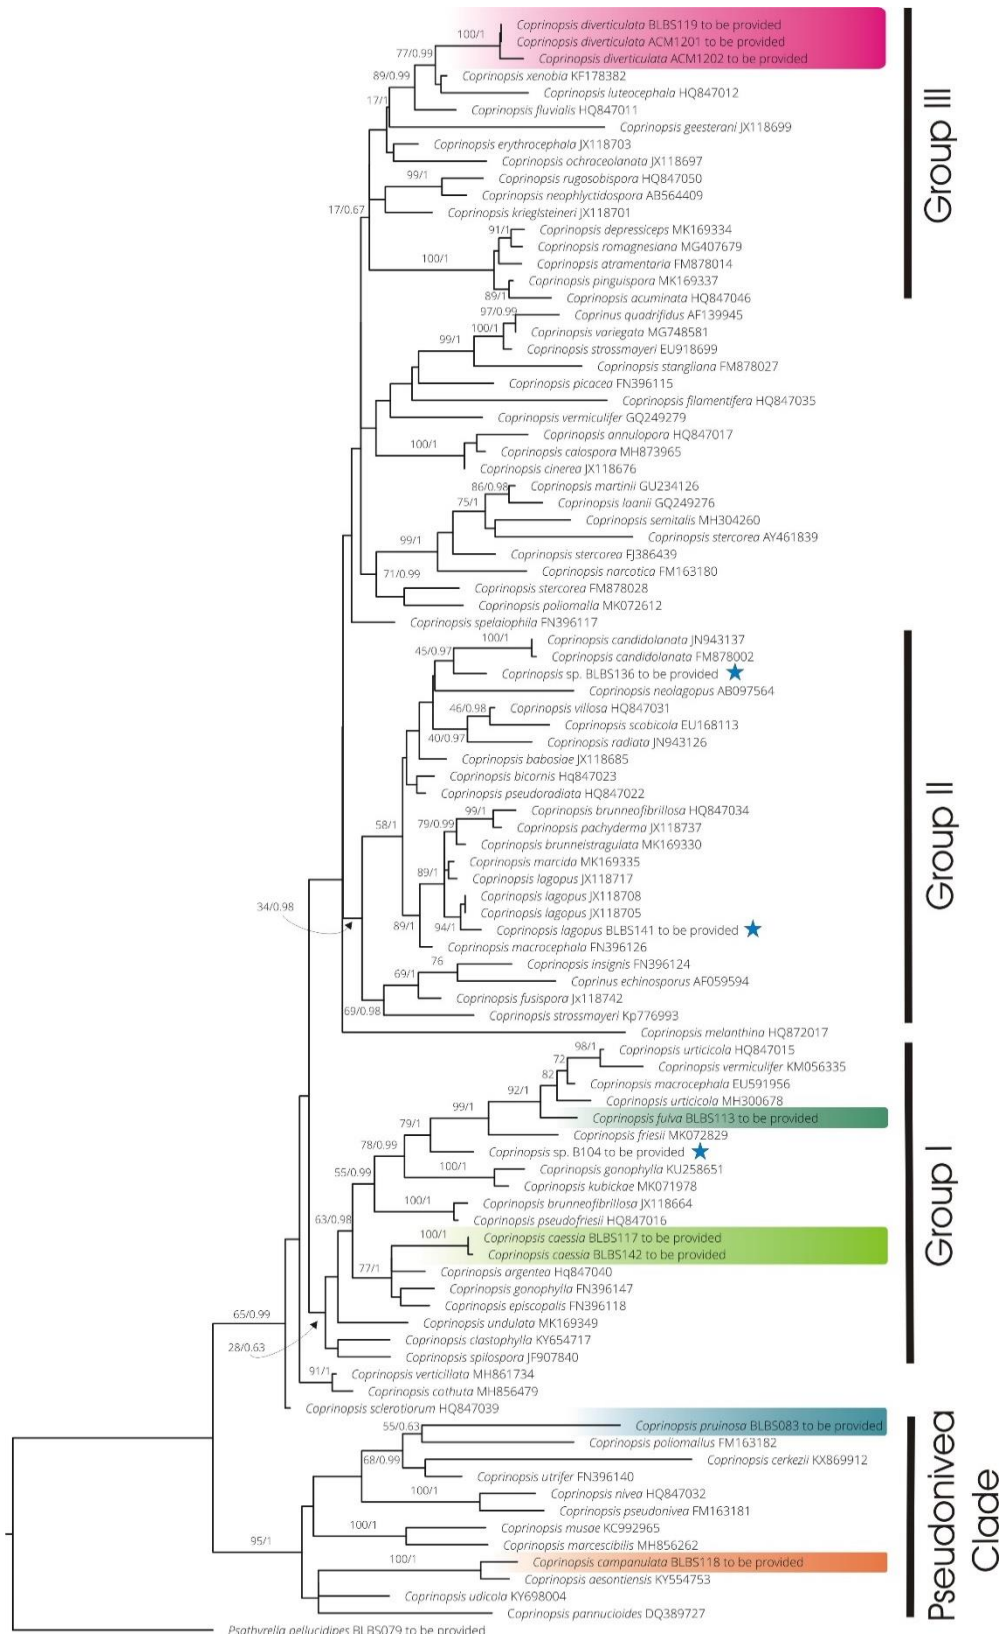 Coprinopsis diverticulata BLBS119 to be provided
100/1
Coprinopsis diverticulata ACM1201 to be provided
77/0.99
Coprinopsis diverticulata ACM1202 to be provided
89/0.99
Coprinopsis xenobia KF178382
Coprinopsis luteocephala HQ847012
17/1
Coprinopsis fluvialis HQ847011
Coprinopsis geesterani JX118699
Coprinopsis erythrocephala JX118703
Coprinopsis ochraceolanata JX118697
99/1
Coprinopsis rugosobispora HQ847050
Coprinopsis neophlyctidospora AB564409
17/0.67
Coprinopsis krieglsteineri JX118701
91/1
Coprinopsis depressiceps MK169334
Coprinopsis romagnesiana MG407679
100/1
Coprinopsis atramentaria FM878014
Coprinopsis pinguispora MK169337
89/1
Coprinopsis acuminata HQ847046
Group III
97/0.99
Coprinus quadrifidus AF139945
100/1
Coprinopsis variegata MG748581
99/1
Coprinopsis strossmayeri EU918699
Coprinopsis stangliana FM878027
Coprinopsis picacea FN396115
Coprinopsis filamentifera HQ847035
Coprinopsis vermiculifer GQ249279
Coprinopsis annulopora HQ847017
100/1
Coprinopsis calospora MH873965
Coprinopsis cinerea JX118676
86/0.98
Coprinopsis martinii GU234126
75/1
Coprinopsis laanii GQ249276
Coprinopsis semitalis MH304260
Coprinopsis stercorea AY461839
99/1
Coprinopsis stercorea FJ386439
71/0.99
Coprinopsis narcotica FM163180
Coprinopsis stercorea FM878028
Coprinopsis poliomalla MK072612
Coprinopsis spelaiophila FN396117
100/1
Coprinopsis candidolanata JN943137
45/0.97
Coprinopsis candidolanata FM878002
Coprinopsis sp. BLBS136 to be provided
Coprinopsis neolagopus AB097564
46/0.98
Coprinopsis villosa HQ847031
Coprinopsis scobicola EU168113
40/0.97
Coprinopsis radiata JN943126
Coprinopsis babosiae JX118685
Coprinopsis bicornis Hq847023
Coprinopsis pseudoradiata HQ847022
99/1
Coprinopsis brunneofibrillosa HQ847034
58/1
79/0.99
Coprinopsis pachyderma JX118737
Coprinopsis brunneistragulata MK169330
Coprinopsis marcida MK169335
89/1
Coprinopsis lagopus JX118717
Coprinopsis lagopus JX118708
34/0.98
Coprinopsis lagopus JX118705
89/1
94/1
Coprinopsis lagopus BLBS141 to be provided
Coprinopsis macrocephala FN396126
76
Coprinopsis insignis FN396124
69/1
Coprinus echinosporus AF059594
Coprinopsis fusispora Jx118742
69/0.98
Coprinopsis strossmayeri Kp776993
Group II
Coprinopsis melanthina HQ872017
98/1
Coprinopsis urticicola HQ847015
72
Coprinopsis vermiculifer KM056335
82
Coprinopsis macrocephala EU591956
92/1
Coprinopsis urticicola MH300678
99/1
Coprinopsis fulva BLBS113 to be provided
79/1
Coprinopsis friesii MK072829
78/0.99
Coprinopsis sp. B104 to be provided
55/0.99
100/1
Coprinopsis gonophylla KU258651
Coprinopsis kubickae MK071978
100/1
Coprinopsis brunneofibrillosa JX118664
63/0.98
Coprinopsis pseudofriesii HQ847016
100/1
Coprinopsis caessia BLBS117 to be provided
Coprinopsis caessia BLBS142 to be provided
77/1
Coprinopsis argentea Hq847040
Coprinopsis gonophylla FN396147
Coprinopsis episcopalis FN396118
65/0.99
Coprinopsis undulata MK169349
28/0.63
Coprinopsis clastophylla KY654717
Coprinopsis spilospora JF907840
Group I
91/1
Coprinopsis verticillata MH861734
Coprinopsis cothuta MH856479
Coprinopsis sclerotiorum HQ847039
55/0.63
Coprinopsis pruinosa BLBS083 to be provided
Coprinopsis poliomallus FM163182
68/0.99
Coprinopsis cerkezii KX869912
Coprinopsis utrifer FN396140
100/1
Coprinopsis nivea HQ847032
Coprinopsis pseudonivea FM163181
100/1
Coprinopsis musae KC992965
95/1
Coprinopsis marcescibilis MH856262
100/1
Coprinopsis campanulata BLBS118 to be provided
Coprinopsis aesontiensis KY554753
Coprinopsis udicola KY698004
Coprinopsis pannucioides DQ389727
Pseudonivea
Clade
Psathyrella pellucidipes BLBS079 to be provided